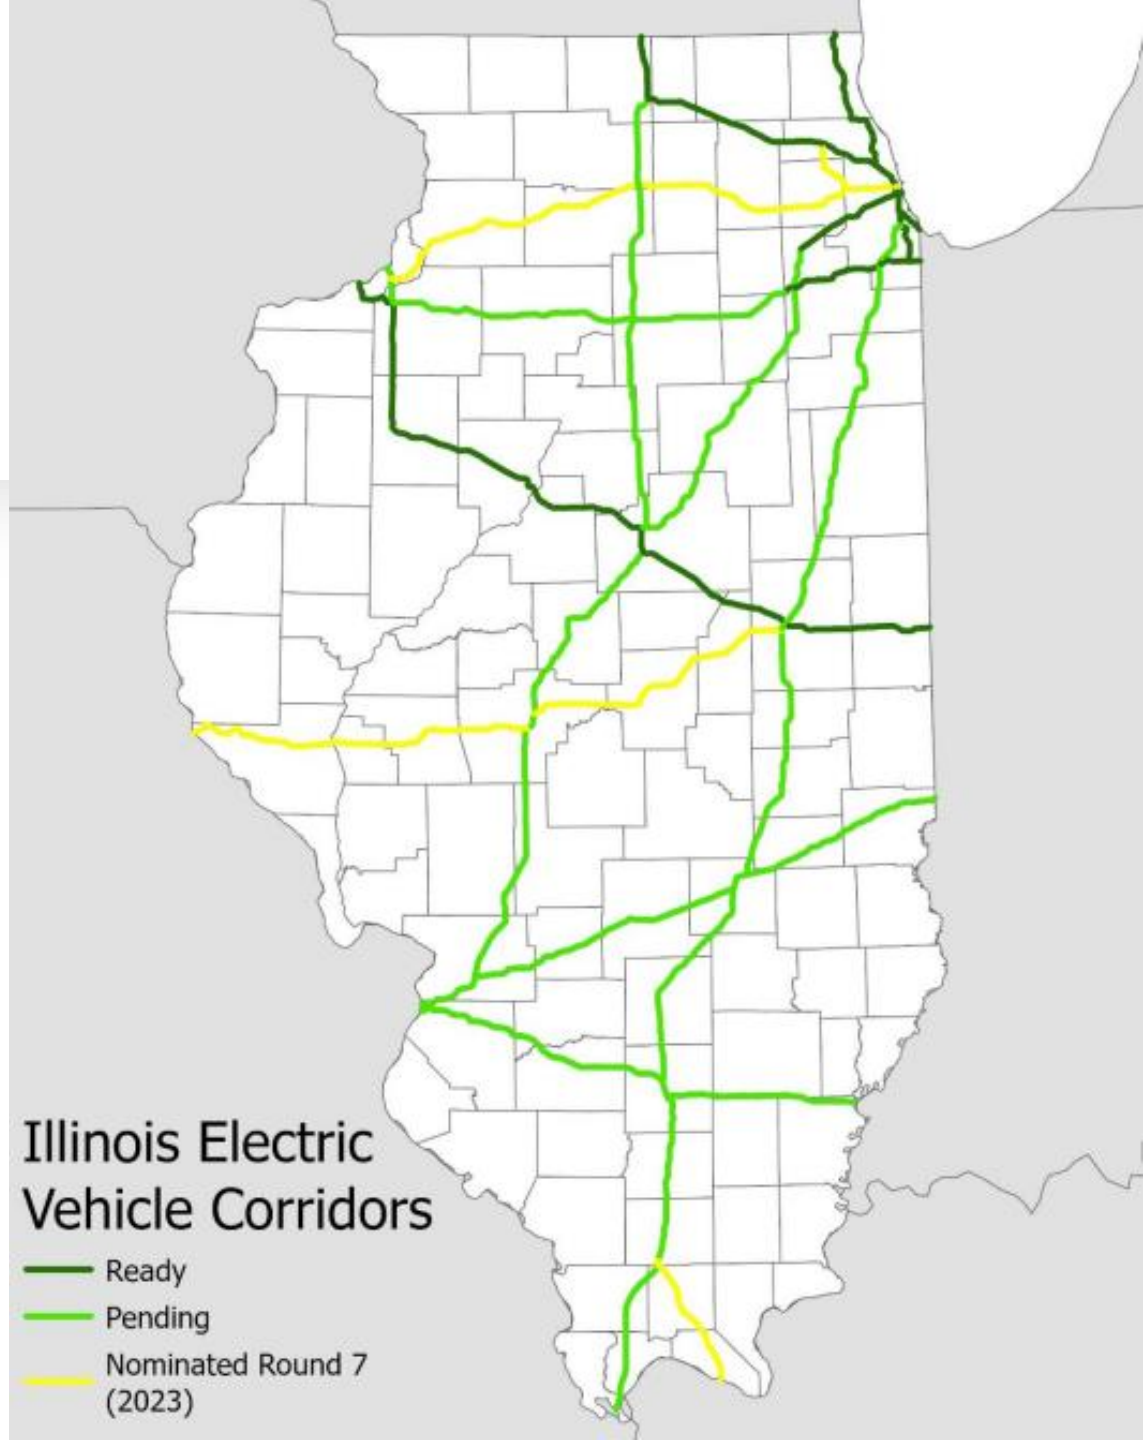 Illinois Electric
Vehicle Corridors
Ready
Pending
Nominated Round 7
(2023)